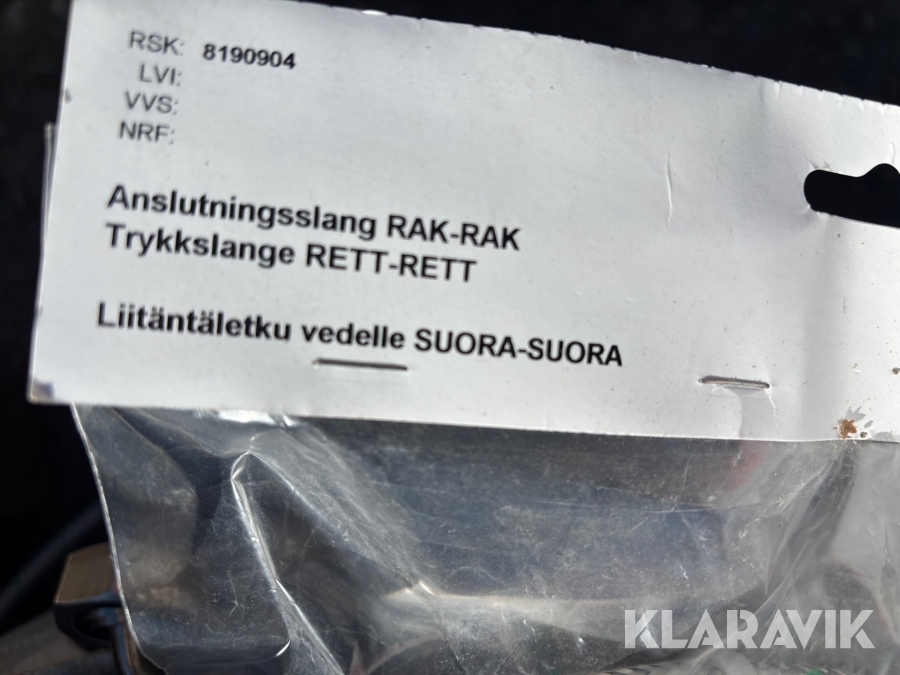 RSK: 8190904
LVI:
VVS:
NRF:
Anslutningsslang RAK-RAK
Trykkslange RETT-RETT
Liitäntäletku vedelle SUORA-SUORA
KLARAVIK